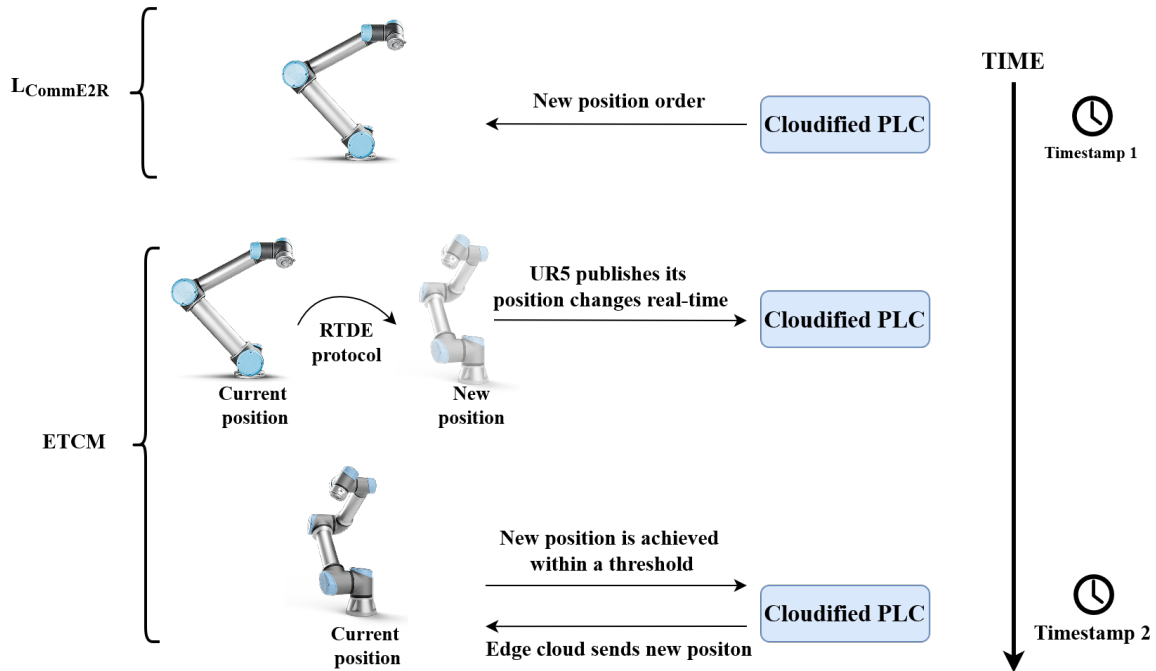 LCommE2R
New position order
Cloudified PLC
TIME
Timestamp 1
ETCM
RTDE
protocol
Current
position
New
position
UR5 publishes its
position changes real-time
Cloudified PLC
New position is achieved
within a threshold
Cloudified PLC
Current
position
Edge cloud sends new positon
Timestamp 2